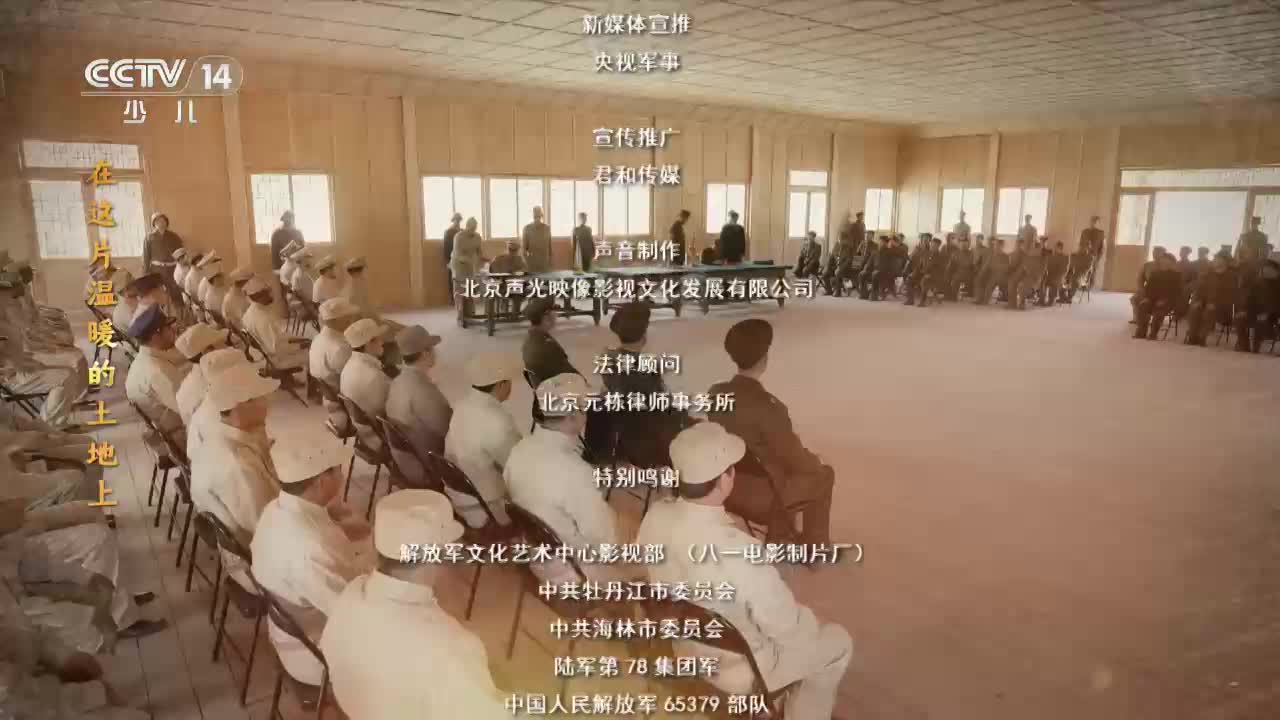 CCTV 14
少儿
在这片温暖的土地上
新媒体宣推
央视军事
宣传推广
君和传媒
声音制作
北京声光映像影视文化发展有限公司
法律顾问
北京元栋律师事务所
特别鸣谢
解放军文化艺术中心影视部 (八一电影制片厂)
中共牡丹江市委员会
中共海林市委员会
陆军第78集团军
中国人民解放军65379部队